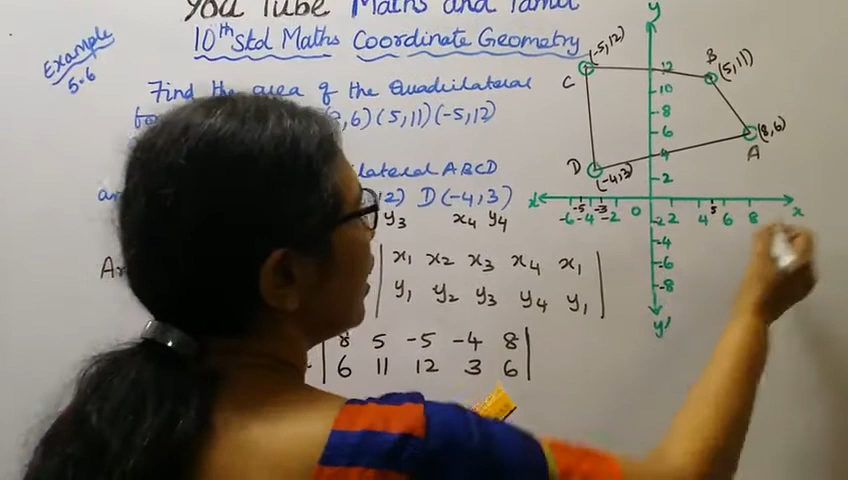 You Tube Maths and Tamil
10th Std Maths Coordinate Geometry
Example
5.6
Find the area of the Quadrilateral
, 6) (5, 11) (-5, 12)
ABCD
12) D(-4, 3)
y3 x4 y4
x1 x2 x3 x4 x1
y1 y2 y3 y4 y1
8 5 -5 -4 8
6 11 12 3 6
y
(-5, 12)
C
B
(5, 11)
(8, 6)
A
D
(-4, 3)
12
10
8
6
4
2
x' x
-6 -5 -4 -3 -2 0 2 4 5 6 8
-2
-4
-6
-8
y'